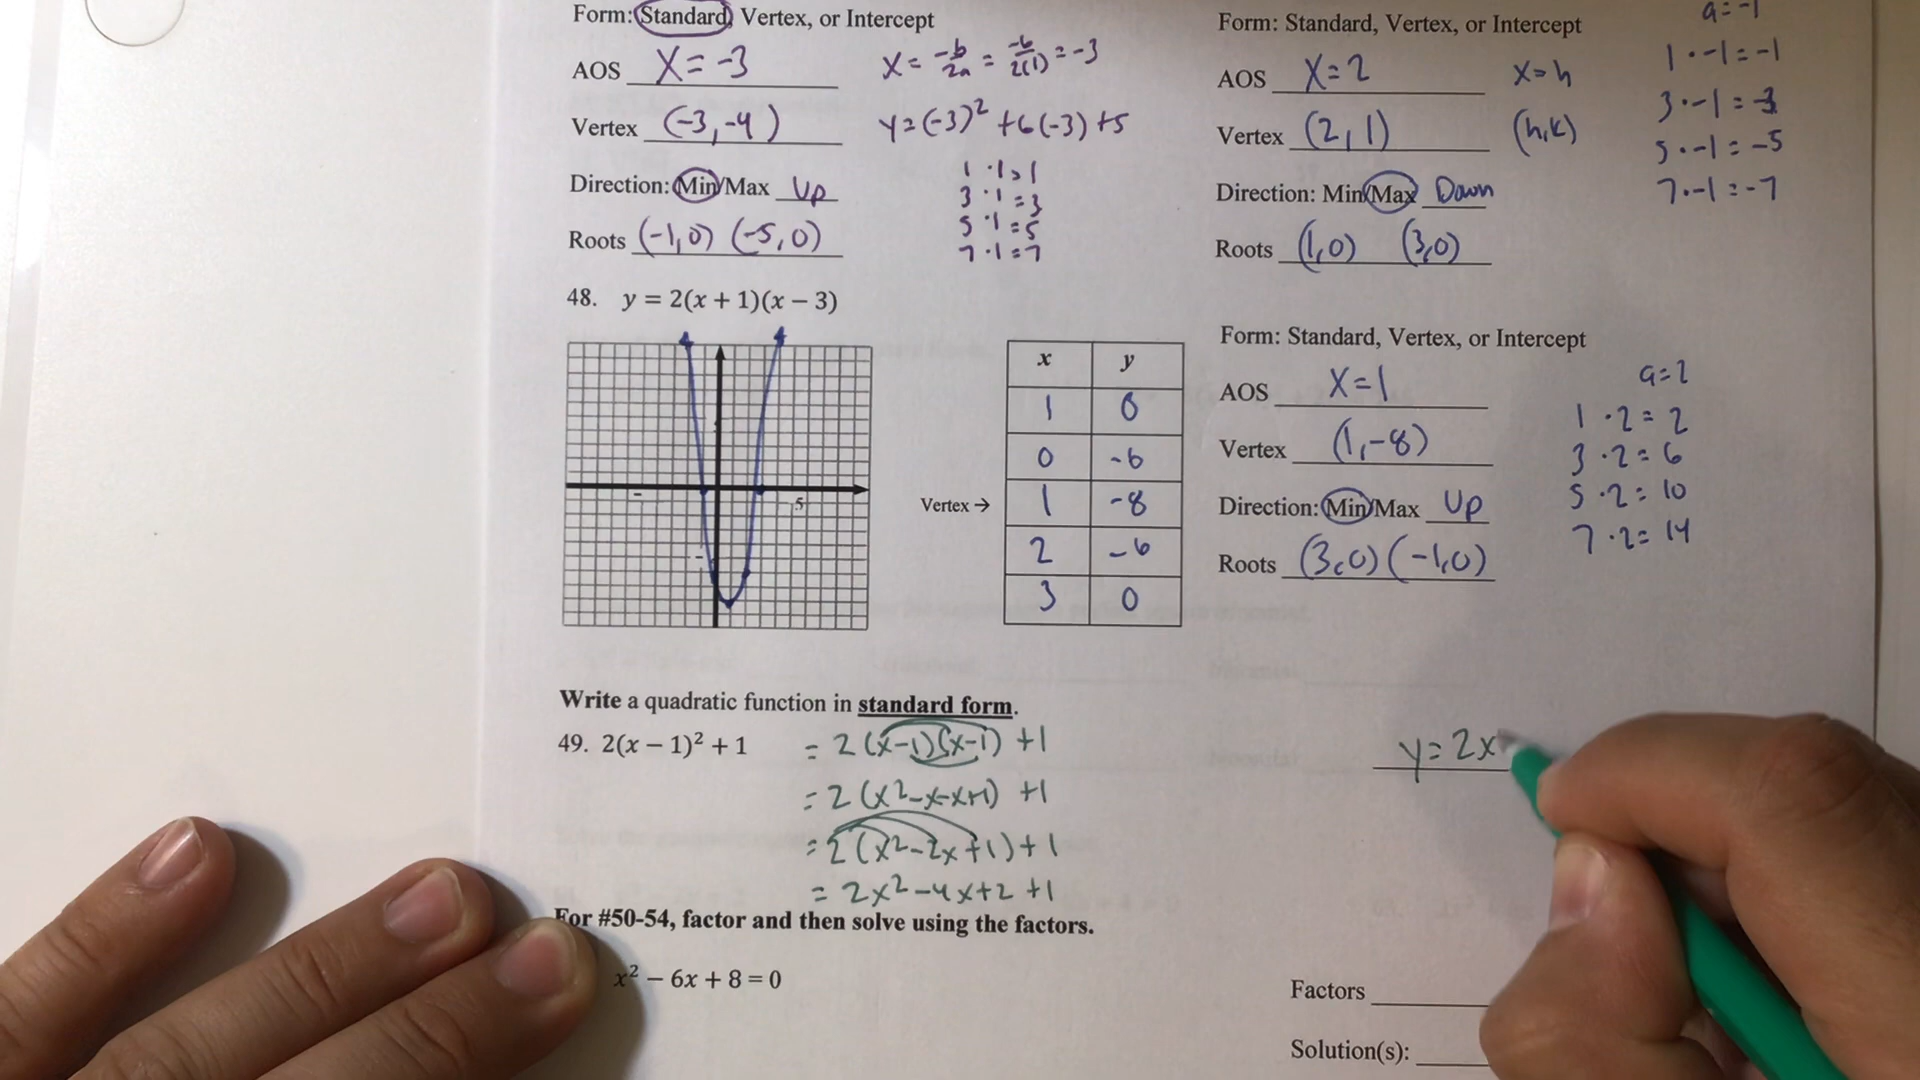 Form: Standard, Vertex, or Intercept
AOS X = -3
x = -b/2a = -6/2(1) = -3
Vertex (-3, -4)
y = (-3)² + 6(-3) + 5
Direction: Min/Max Up
1 · 1 = 1
3 · 1 = 3
5 · 1 = 5
7 · 1 = 7
Roots (-1,0) (-5,0)
a = -1
Form: Standard, Vertex, or Intercept
AOS X = 2
x = h
Vertex (2, 1)
(h,k)
Direction: Min/Max Down
Roots (1,0) (3,0)
1 · -1 = -1
3 · -1 = -3
5 · -1 = -5
7 · -1 = -7
48. y = 2(x + 1)(x – 3)
5
x y
1 0
0 -6
Vertex → 1 -8
2 -6
3 0
Form: Standard, Vertex, or Intercept
AOS X = 1
Vertex (1, -8)
Direction: Min/Max Up
Roots (3,0) (-1,0)
a = 2
1 · 2 = 2
3 · 2 = 6
5 · 2 = 10
7 · 2 = 14
Write a quadratic function in standard form.
49. 2(x – 1)² + 1 = 2(x-1)(x-1) + 1
= 2(x²-x-x+1) + 1
= 2(x²-2x+1) + 1
= 2x²-4x+2 + 1
y = 2x
For #50-54, factor and then solve using the factors.
x² – 6x + 8 = 0
Factors
Solution(s):